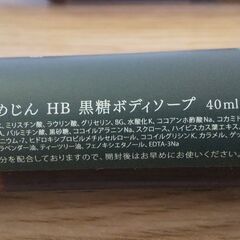 めじん HB 黒糖ボディソープ 40ml
ミリスチン酸、ラウリン酸、グリセリン、BG、水酸化K、ココアンホ酢酸Na、コカミド
パルミチン酸、黒砂糖、ココイルアラニンNa、スクロース、ハイビスカス葉エキス、
ニウム-7、ヒドロキシプロピルメチルセルロース、ココイルグリシンK、カラメル、ゲ
ラベンダー油、ティーツリー油、フェノキシエタノール、EDTA-3Na
分を配合しておりますので、開封後はお早めにお使いください。